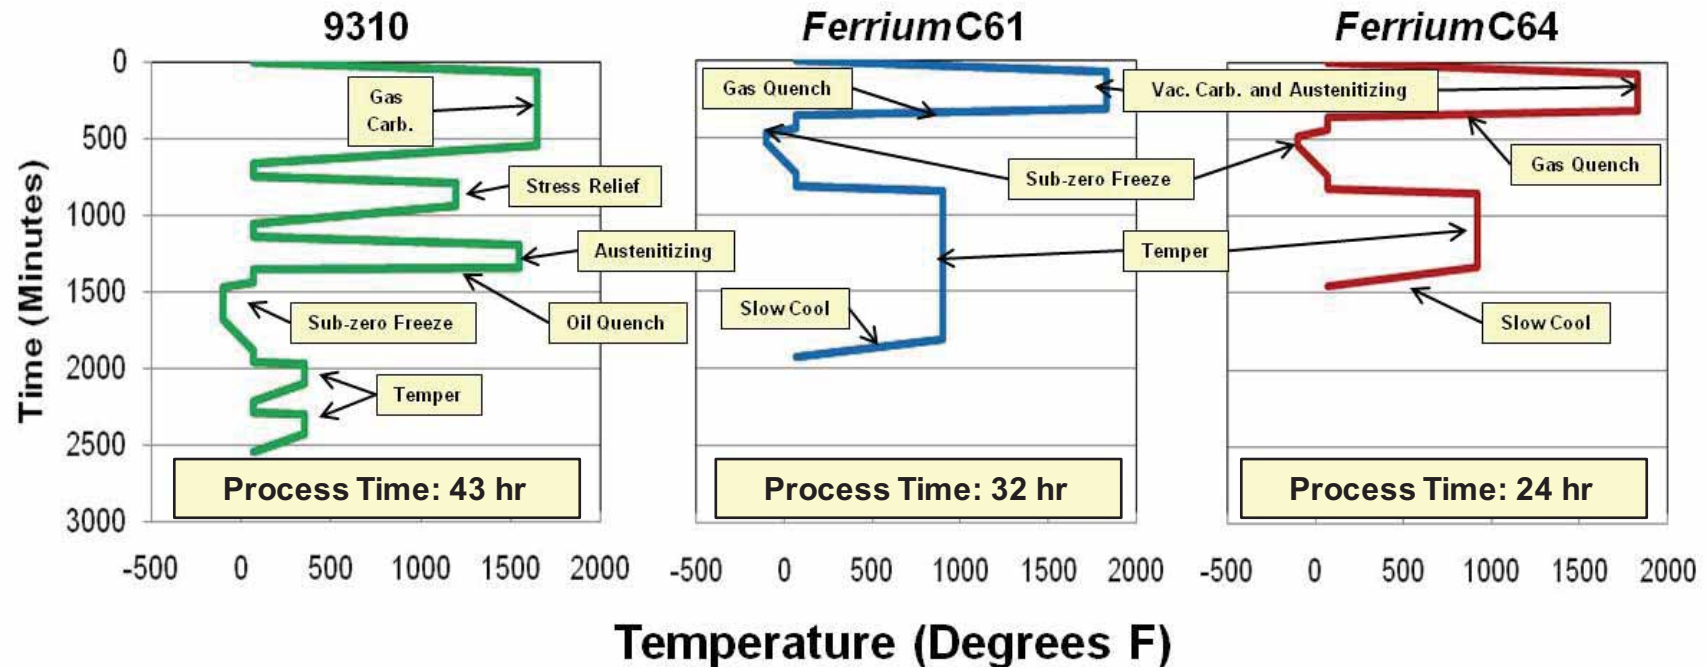 9310
FerriumC61
FerriumC64
Time (Minutes)
0
500
1000
1500
2000
2500
3000
Gas
Carb.
Stress Relief
Austenitizing
Sub-zero Freeze
Oil Quench
Temper
Process Time: 43 hr
-500 0 500 1000 1500 2000
Gas Quench
Vac. Carb. and Austenitizing
Sub-zero Freeze
Temper
Slow Cool
Process Time: 32 hr
-500 0 500 1000 1500 2000
Gas Quench
Slow Cool
Process Time: 24 hr
-500 0 500 1000 1500 2000
Temperature (Degrees F)